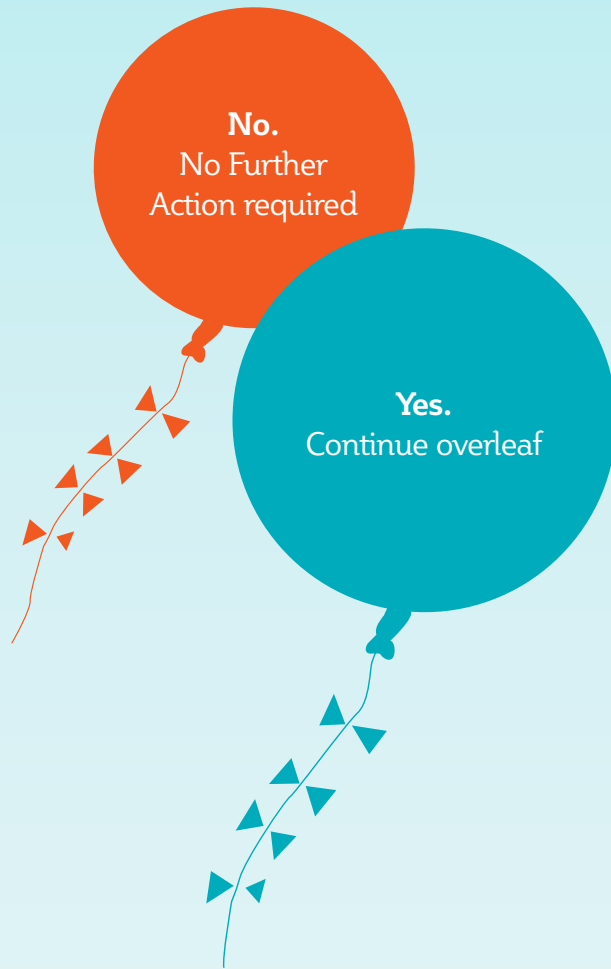 No.
No Further
Action required
Yes.
Continue overleaf